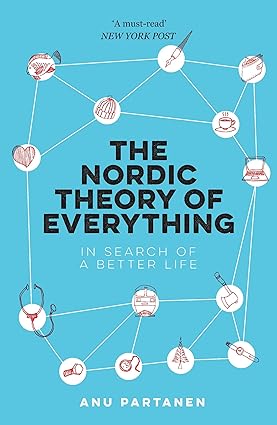 ‘A must-read’
NEW YORK POST
THE
NORDIC
THEORY OF
EVERYTHING
IN SEARCH OF
A BETTER LIFE
ANU PARTANEN